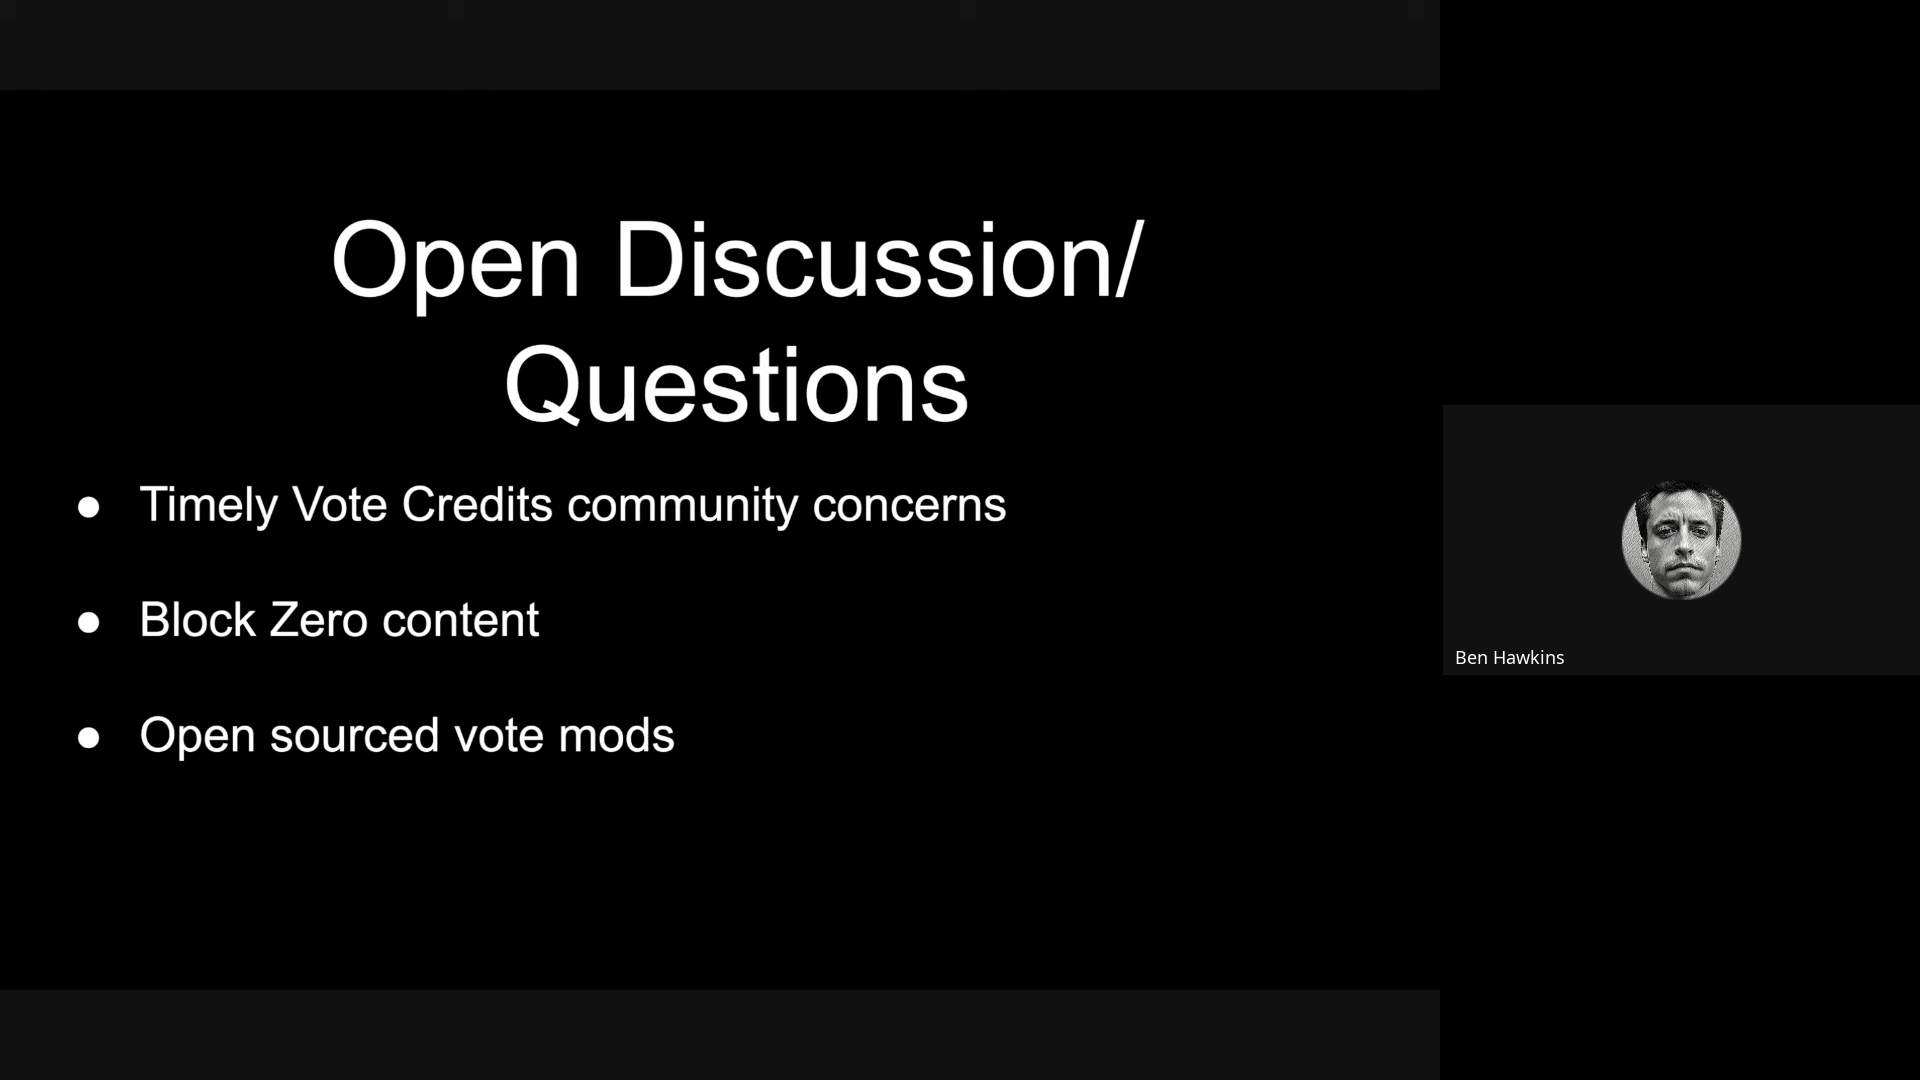 Open Discussion/
Questions
● Timely Vote Credits community concerns
● Block Zero content
● Open sourced vote mods
Ben Hawkins